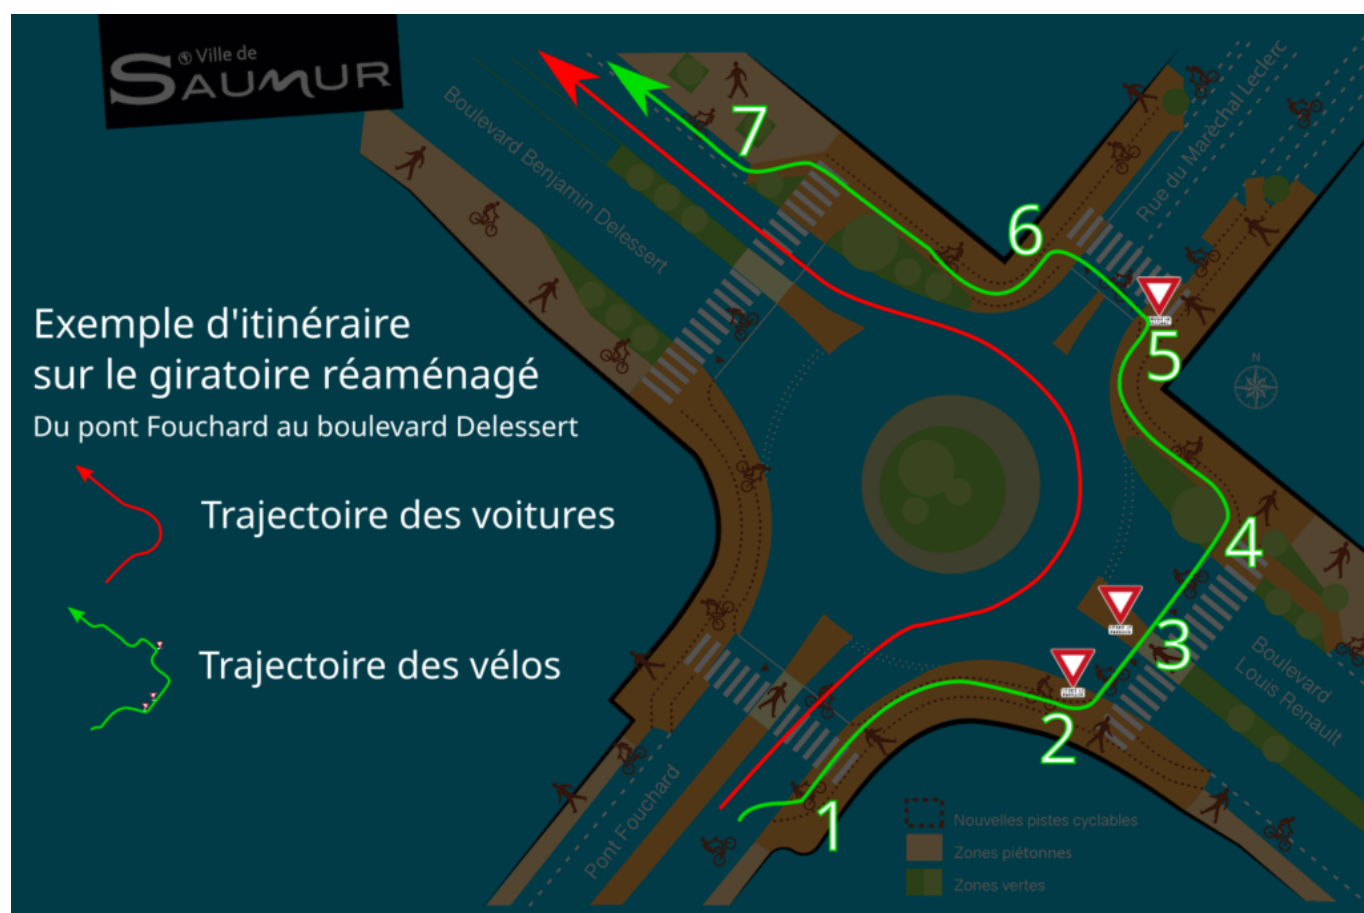 Ville de
SAUMUR
Boulevard Benjamin Delessert
Rue du Maréchal Leclerc
7
6
5
N
Exemple d'itinéraire
sur le giratoire réaménagé
Du pont Fouchard au boulevard Delessert
Trajectoire des voitures
Trajectoire des vélos
4
3
2
1
Boulevard
Louis Renault
Pont Fouchard
Nouvelles pistes cyclables
Zones piétonnes
Zones vertes